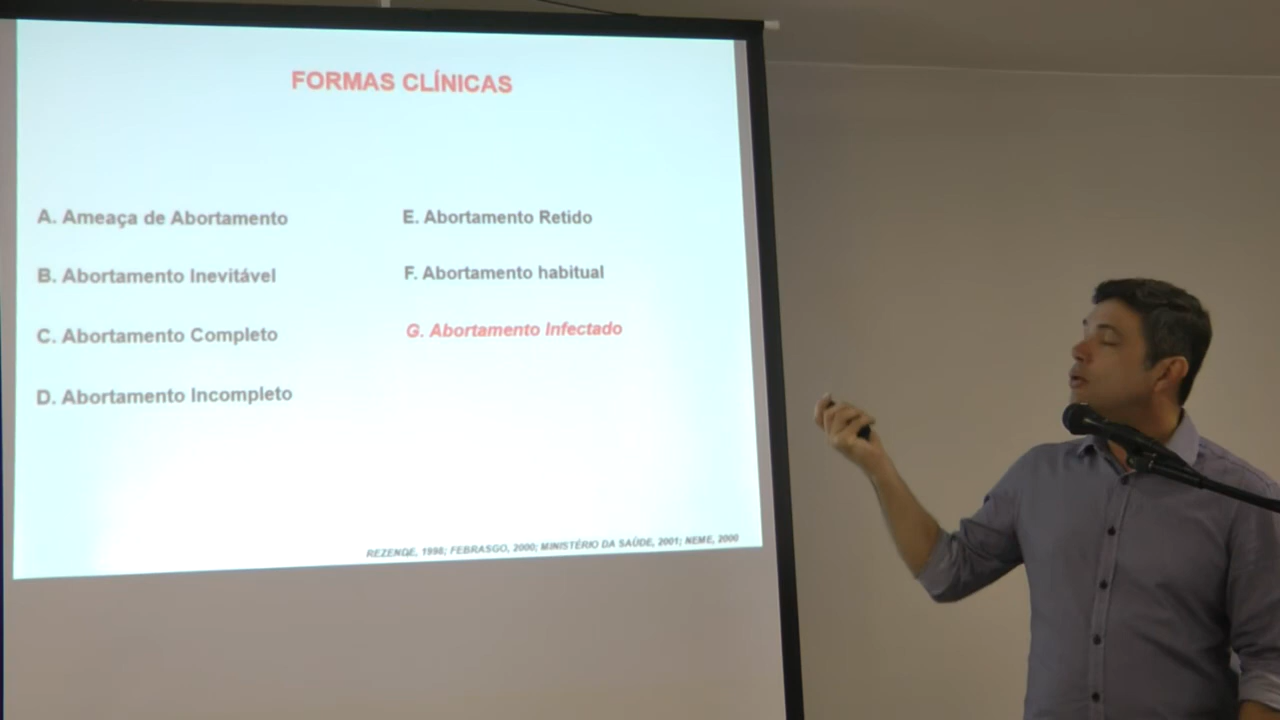 FORMAS CLÍNICAS
A. Ameaça de Abortamento
B. Abortamento Inevitável
C. Abortamento Completo
D. Abortamento Incompleto
E. Abortamento Retido
F. Abortamento habitual
G. Abortamento Infectado
REZENDE, 1998; FEBRASGO, 2000; MINISTÉRIO DA SAÚDE, 2001; NEME, 2000